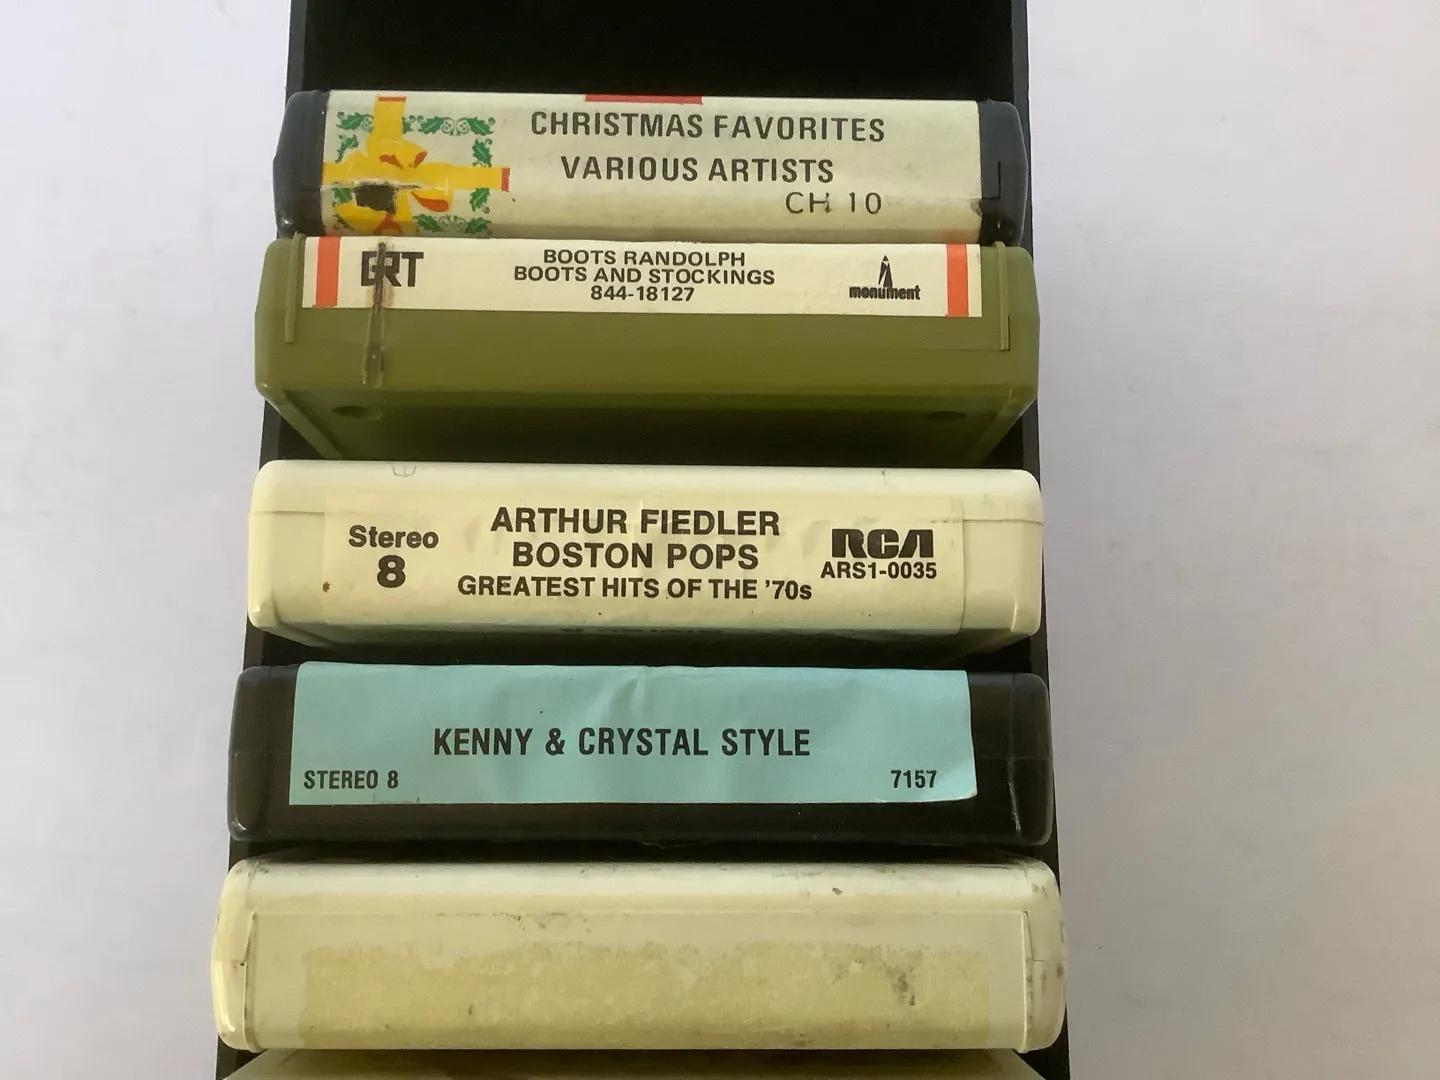 CHRISTMAS FAVORITES
VARIOUS ARTISTS
CH 10
GRT
BOOTS RANDOLPH
BOOTS AND STOCKINGS
844-18127
monument
Stereo
8
ARTHUR FIEDLER
BOSTON POPS
GREATEST HITS OF THE '70s
RCA
ARS1-0035
KENNY & CRYSTAL STYLE
STEREO 8
7157